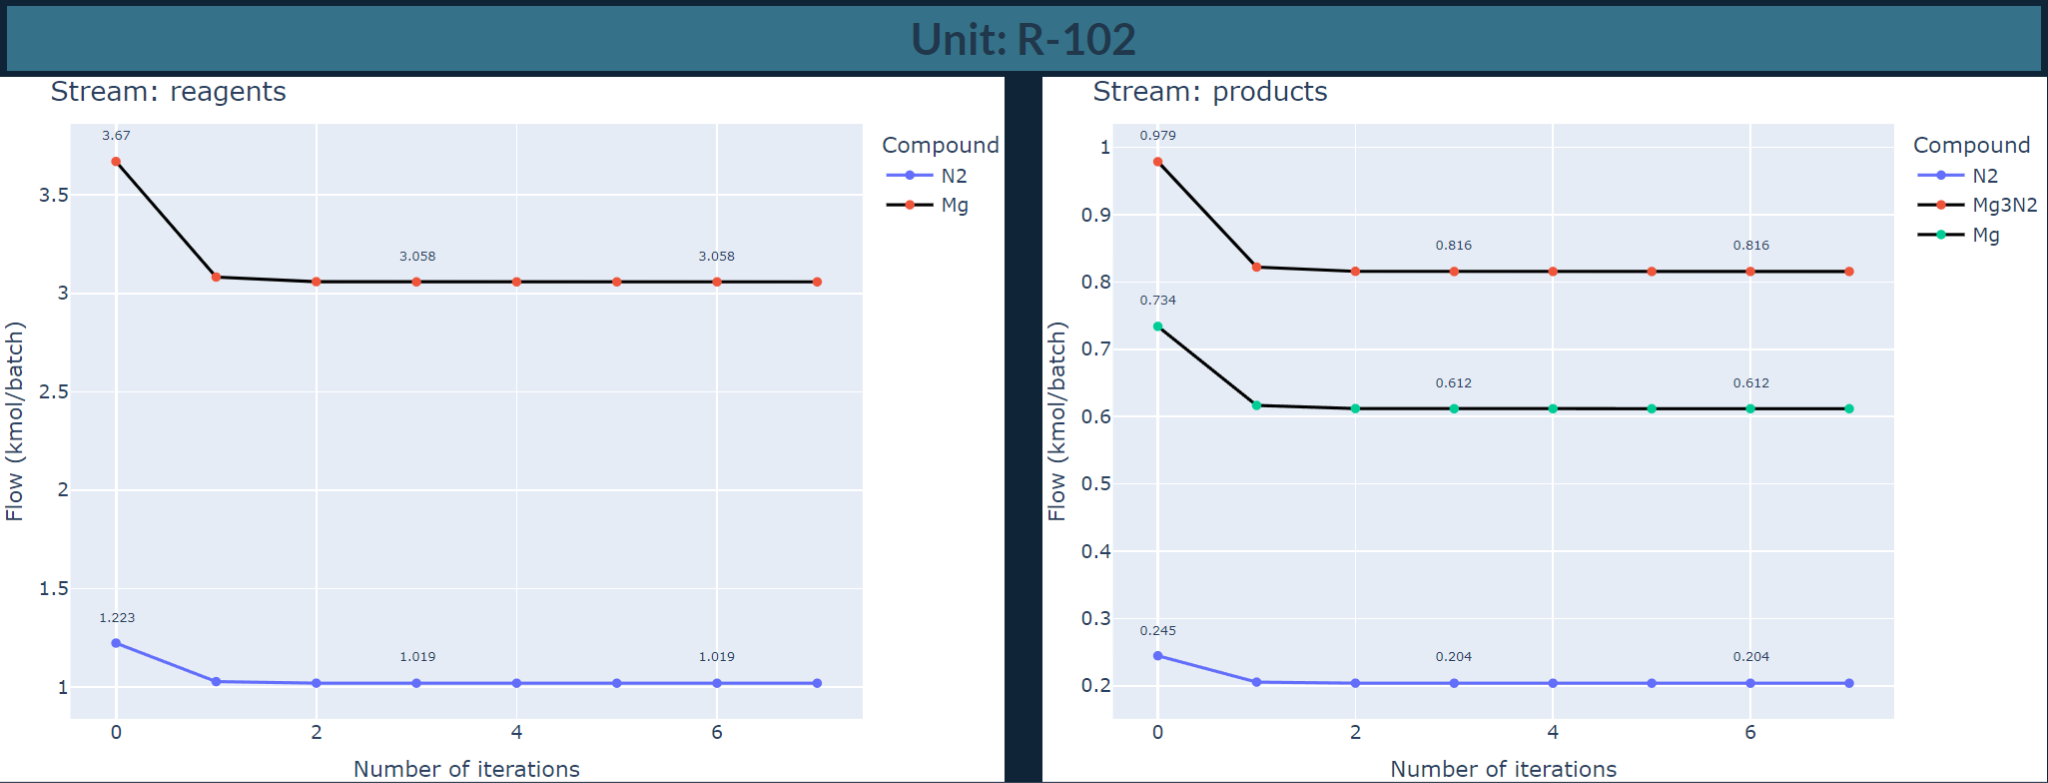 Unit: R-102
Stream: reagents
3.67
3.058
3.058
1.223
1.019
1.019
3.5
3
2.5
2
1.5
1
0
2
4
6
Flow (kmol/batch)
Number of iterations
Compound
N2
Mg
Stream: products
0.979
0.816
0.816
0.734
0.612
0.612
0.245
0.204
0.204
1
0.9
0.8
0.7
0.6
0.5
0.4
0.3
0.2
0
2
4
6
Flow (kmol/batch)
Number of iterations
Compound
N2
Mg3N2
Mg